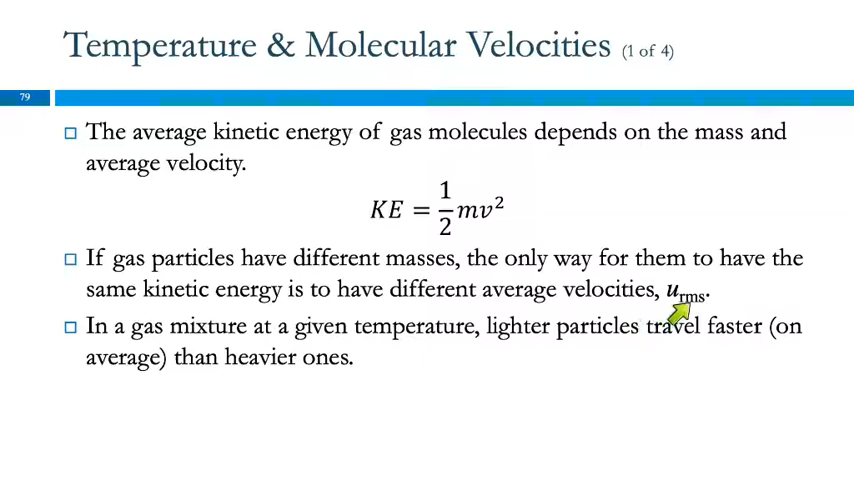 Temperature & Molecular Velocities (1 of 4)
79
The average kinetic energy of gas molecules depends on the mass and
average velocity.
KE = 1/2 mv²
If gas particles have different masses, the only way for them to have the
same kinetic energy is to have different average velocities, u_rms.
In a gas mixture at a given temperature, lighter particles travel faster (on
average) than heavier ones.